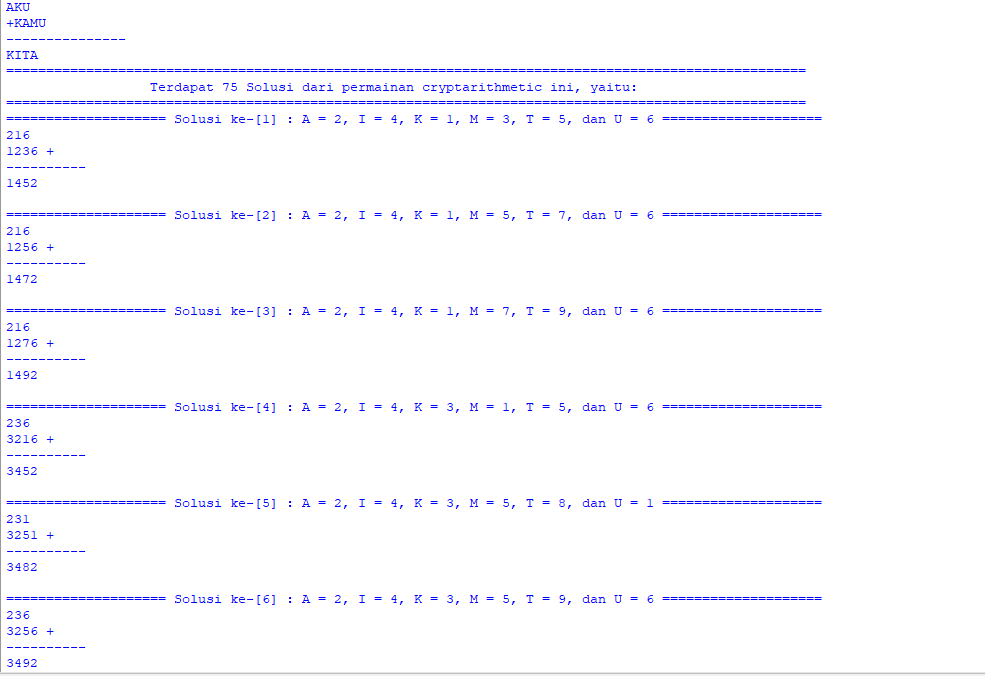 AKU
+KAMU
---------------
KITA
====================================================================================================
Terdapat 75 Solusi dari permainan cryptarithmetic ini, yaitu:
====================================================================================================
==================== Solusi ke-[1] : A = 2, I = 4, K = 1, M = 3, T = 5, dan U = 6 ====================
216
1236 +
----------
1452
==================== Solusi ke-[2] : A = 2, I = 4, K = 1, M = 5, T = 7, dan U = 6 ====================
216
1256 +
----------
1472
==================== Solusi ke-[3] : A = 2, I = 4, K = 1, M = 7, T = 9, dan U = 6 ====================
216
1276 +
----------
1492
==================== Solusi ke-[4] : A = 2, I = 4, K = 3, M = 1, T = 5, dan U = 6 ====================
236
3216 +
----------
3452
==================== Solusi ke-[5] : A = 2, I = 4, K = 3, M = 5, T = 8, dan U = 1 ====================
231
3251 +
----------
3482
==================== Solusi ke-[6] : A = 2, I = 4, K = 3, M = 5, T = 9, dan U = 6 ====================
236
3256 +
----------
3492